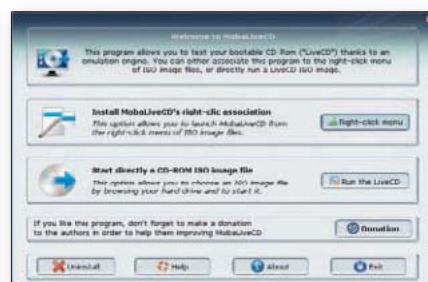 Welcome to MobaLiveCD
This program allows you to test your bootable CD-Rom ("LiveCD") thanks to an
emulation engine. You can either associate this program to the right-click menu
of ISO image files, or directly run a LiveCD ISO image.
Install MobaLiveCD's right-clic association
This option allows you to launch MobaLiveCD from
the right-click menu of ISO image files.
Right-click menu
Start directly a CD-ROM ISO image file
This option allows you to choose an ISO image file
by browsing your hard drive and to start it.
Run the LiveCD
If you like this program, don't forget to make a donation
to the authors in order to help them improving MobaLiveCD
Donation
Uninstall
Help
About
Exit